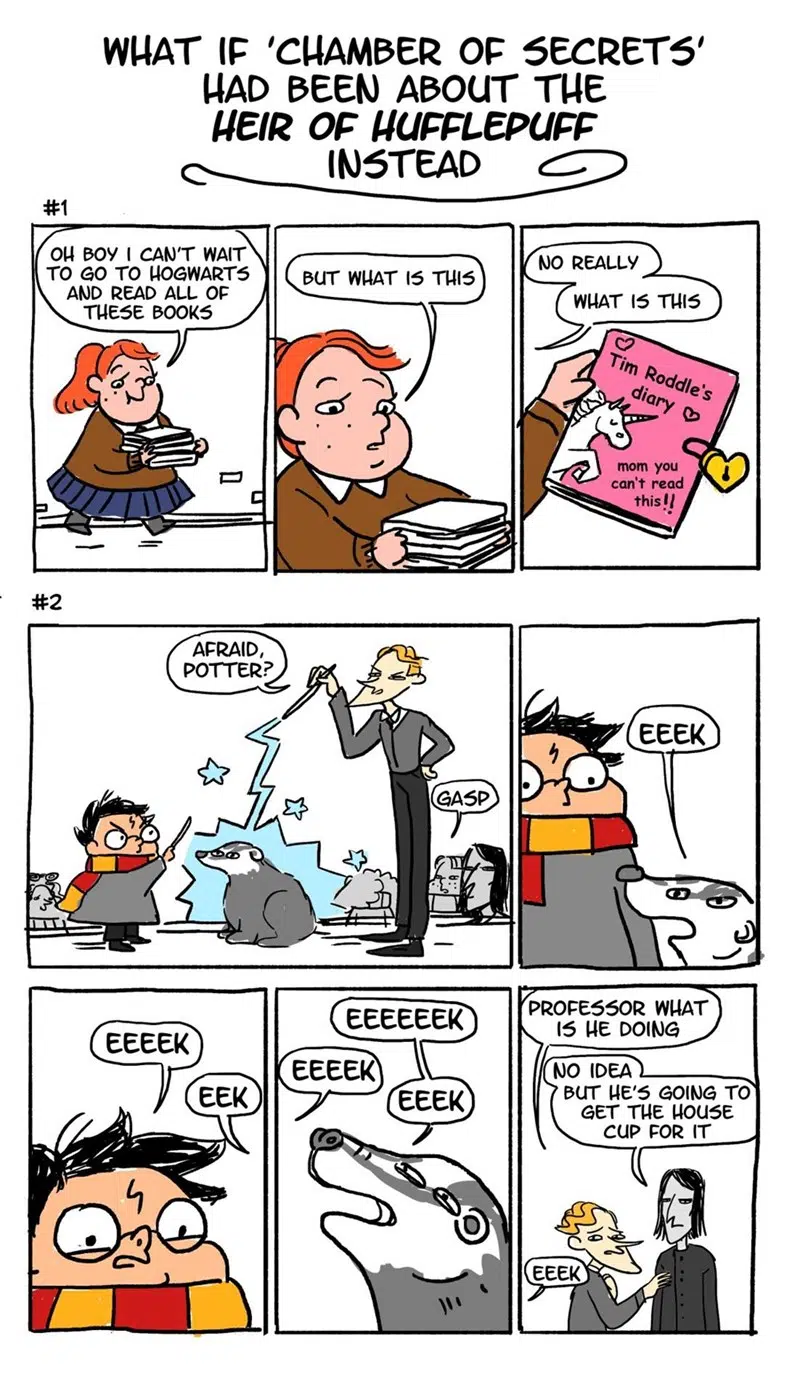 WHAT IF 'CHAMBER OF SECRETS'
HAD BEEN ABOUT THE
HEIR OF HUFFLEPUFF
INSTEAD
#1
OH BOY I CAN'T WAIT
TO GO TO HOGWARTS
AND READ ALL OF
THESE BOOKS
BUT WHAT IS THIS
NO REALLY
WHAT IS THIS
Tim Roddle's
diary
mom you
can't read
this!!
#2
AFRAID,
POTTER?
GASP
EEEK
EEEEK
EEK
EEEEEEK
EEEEK
EEEK
PROFESSOR WHAT
IS HE DOING
NO IDEA
BUT HE'S GOING TO
GET THE HOUSE
CUP FOR IT
EEEK